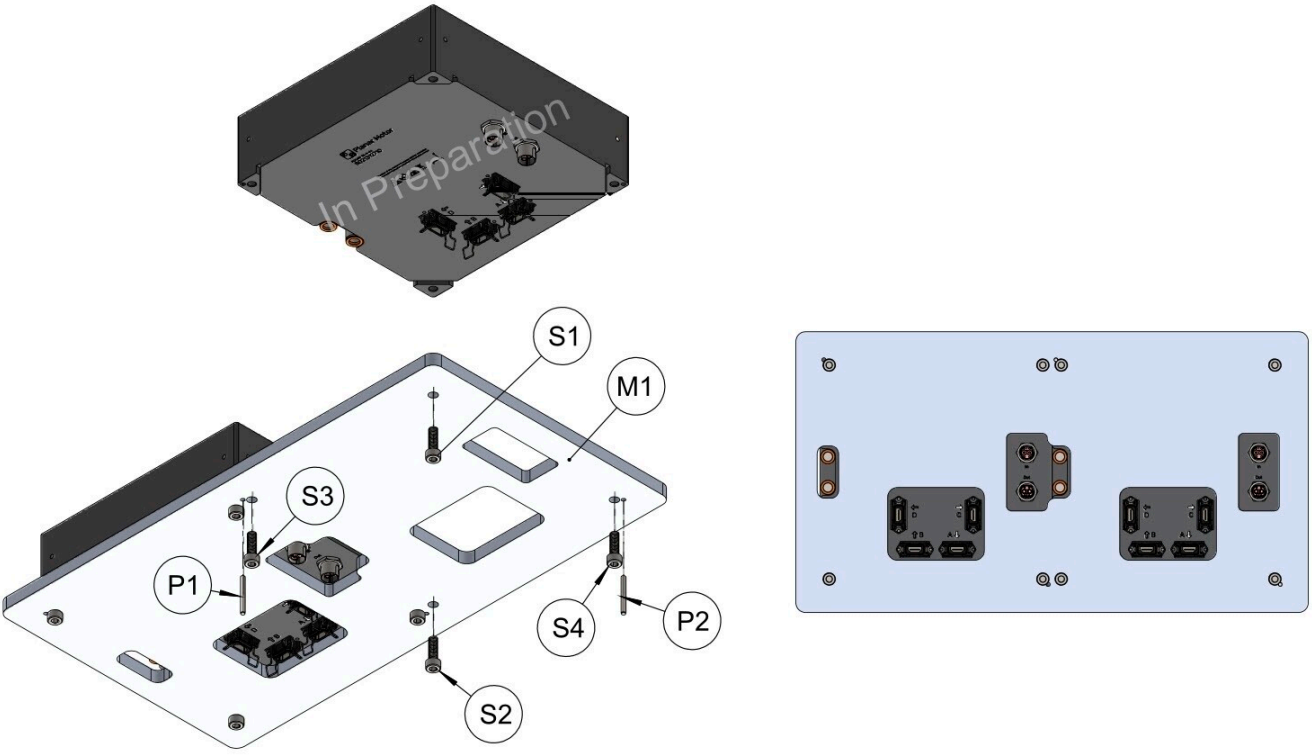 Planar Motor
In Preparation
S1
M1
S3
P1
S4
P2
S2
D
C
B
A
D
C
B
A